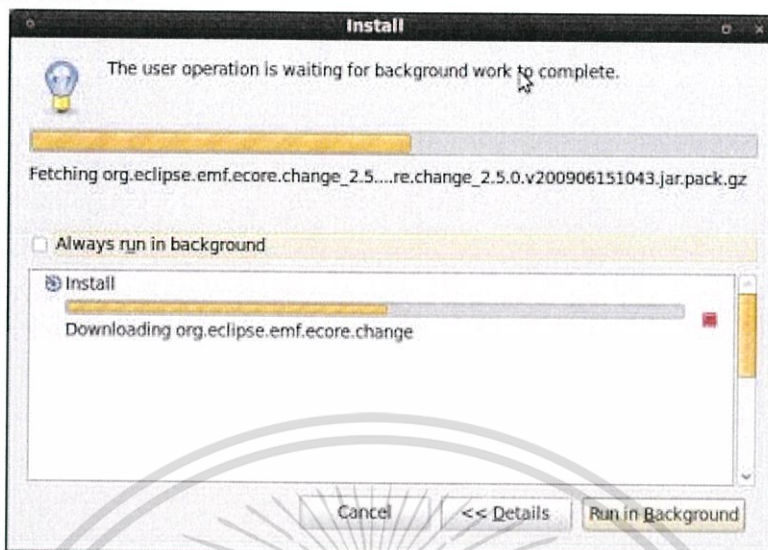 Install
The user operation is waiting for background work to complete.
Fetching org.eclipse.emf.ecore.change_2.5....re.change_2.5.0.v200906151043.jar.pack.gz
Always run in background
Install
Downloading org.eclipse.emf.ecore.change
Cancel
<< Details
Run in Background